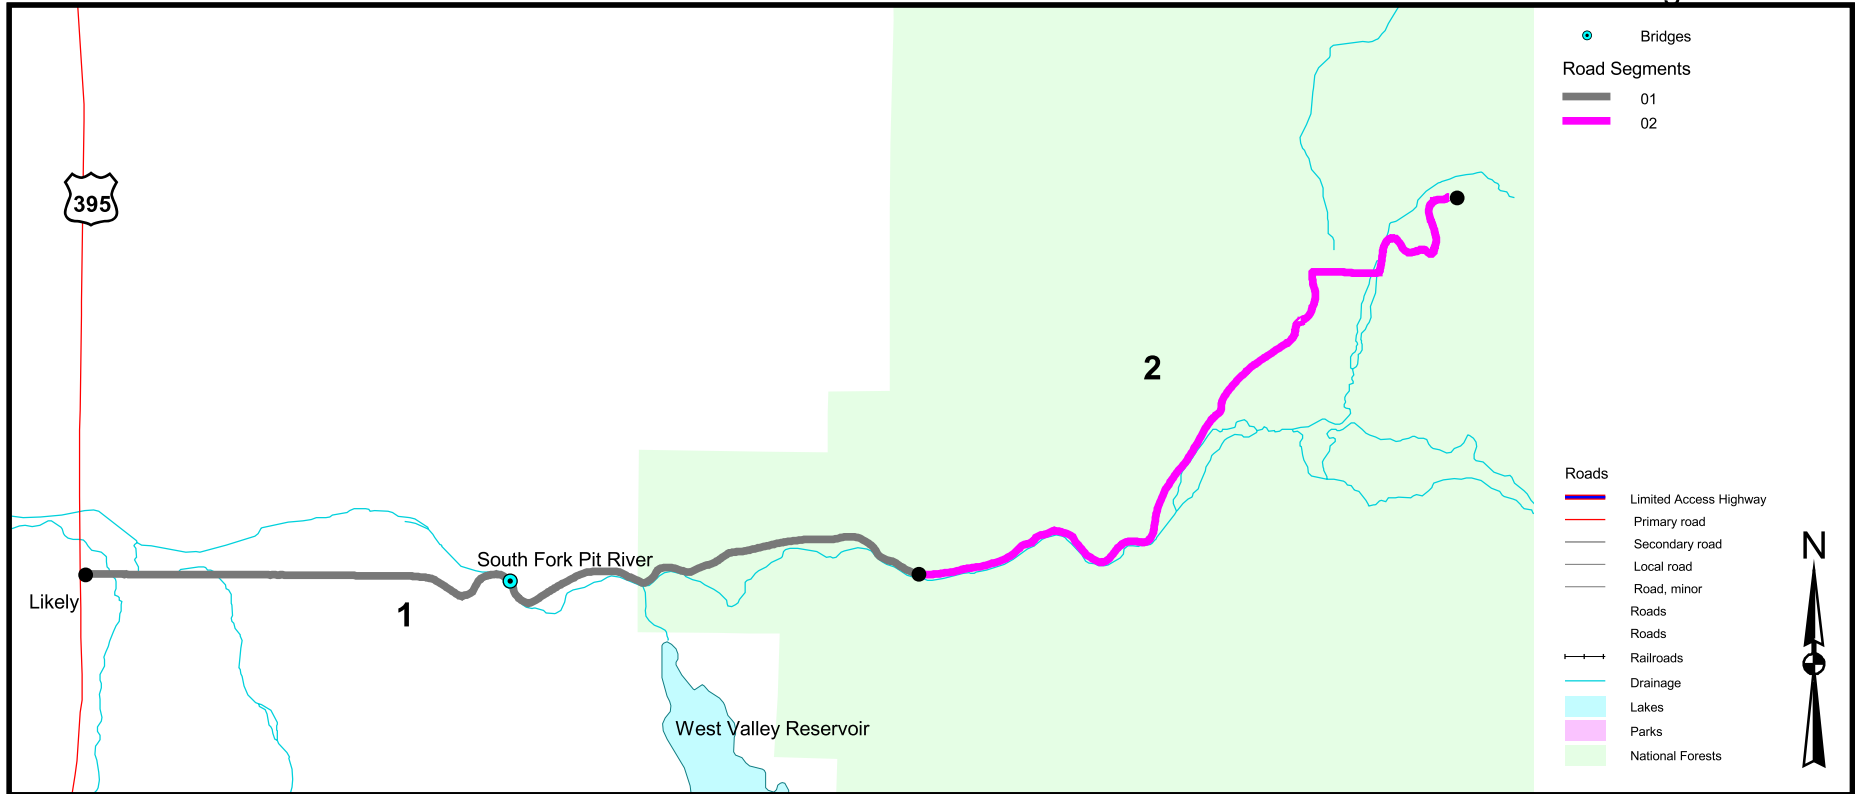 Bridges
Road Segments
01
02
395
2
South Fork Pit River
Likely
1
West Valley Reservoir
Roads
Limited Access Highway
Primary road
Secondary road
Local road
Road, minor
Roads
Roads
Railroads
Drainage
Lakes
Parks
National Forests
N